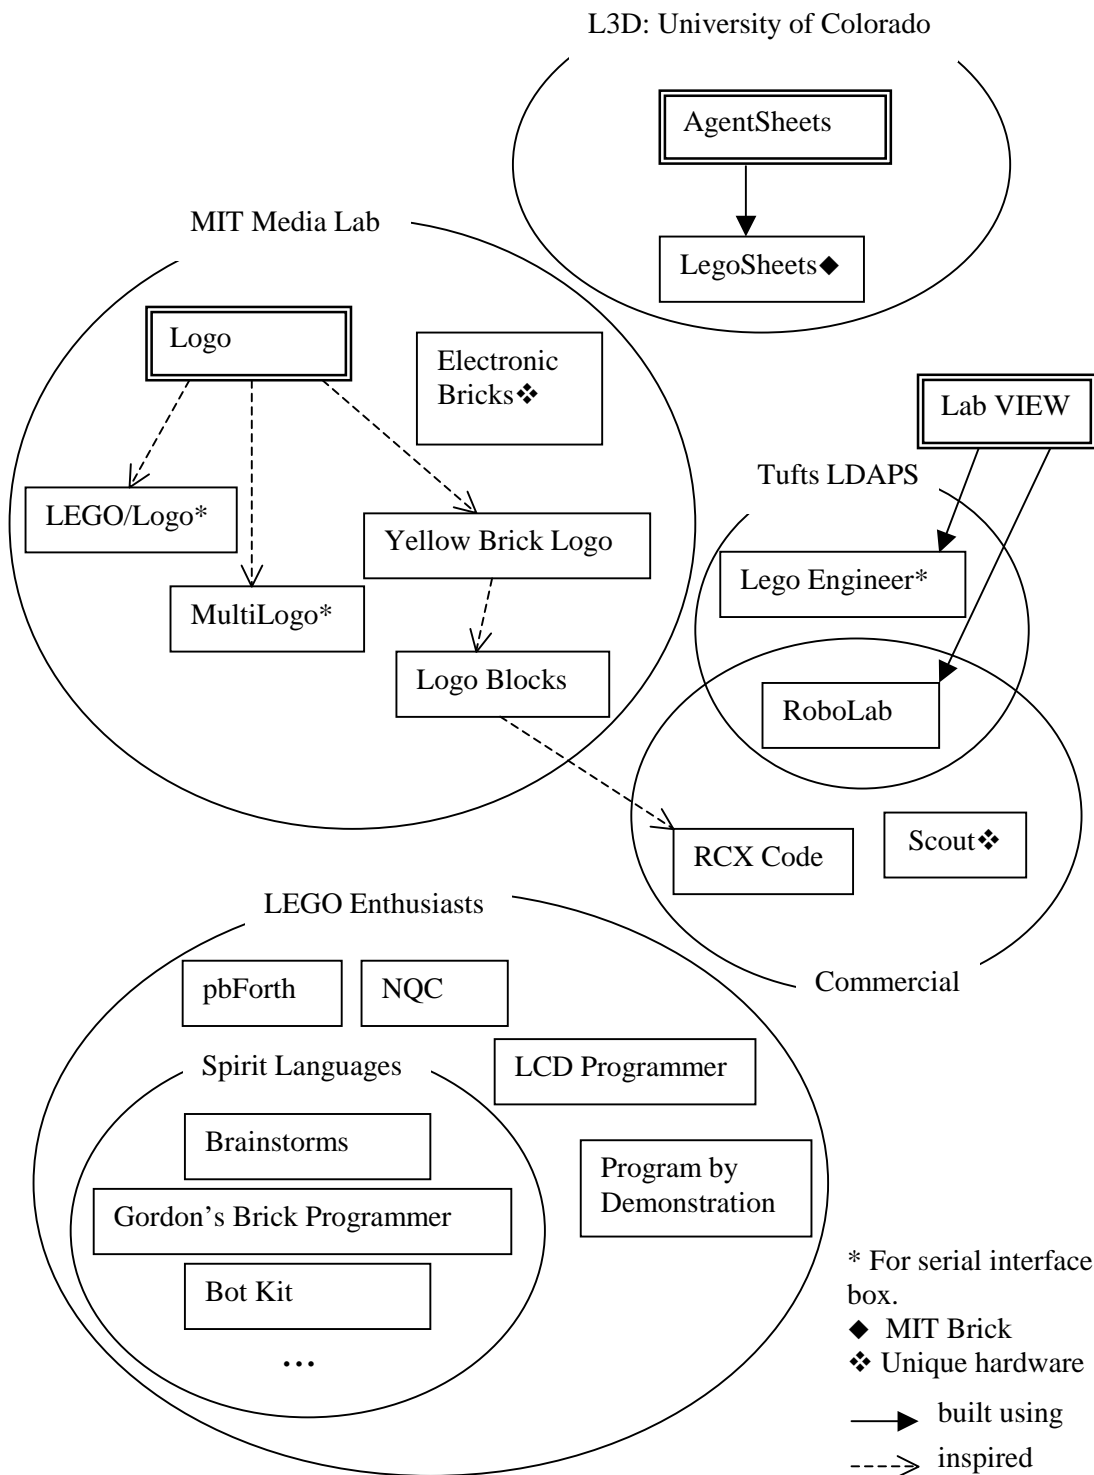 L3D: University of Colorado
AgentSheets
LegoSheets◆
MIT Media Lab
Logo
Electronic
Bricks❖
Lab VIEW
LEGO/Logo*
Yellow Brick Logo
MultiLogo*
Logo Blocks
Tufts LDAPS
Lego Engineer*
RoboLab
RCX Code
Scout❖
Commercial
LEGO Enthusiasts
pbForth
NQC
LCD Programmer
Spirit Languages
Brainstorms
Gordon’s Brick Programmer
Bot Kit
...
Program by
Demonstration
* For serial interface
box.
◆ MIT Brick
❖ Unique hardware
built using
inspired